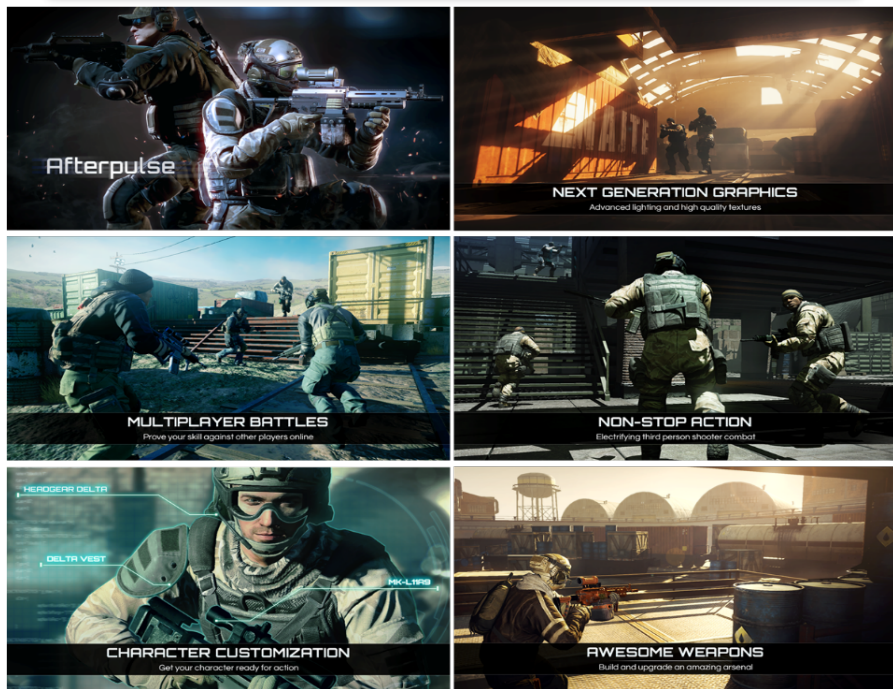 Afterpulse
NEXT GENERATION GRAPHICS
Advanced lighting and high quality textures
MULTIPLAYER BATTLES
Prove your skill against other players online
NON-STOP ACTION
Electrifying third person shooter combat
HEADGEAR DELTA
DELTA VEST
MK-L11A9
CHARACTER CUSTOMIZATION
Get your character ready for action
AWESOME WEAPONS
Build and upgrade an amazing arsenal